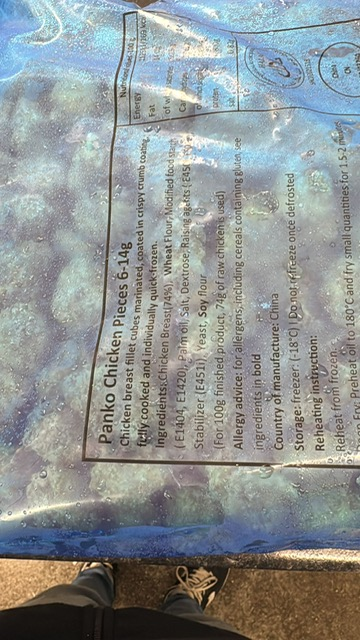 Panko Chicken Pieces 6-14g
Chicken breast fillet cubes marinated, coated in crispy crumb coating,
fully cooked and individually quick frozen.
Ingredients: Chicken Breast(74%), Wheat Flour, Modified
( E1404, E1420), Palm oil, Salt, Dextrose, Raising agents (E450
Stabilizer (E451), Yeast, Soy flour
(For 100g finished product, 74g of raw chicken is used)
Allergy advice: for allergens, including cereals containing gluten see
ingredients in bold
Country of manufacture: China
Storage: freezer (-18°C) Do not refreeze once defrosted
Reheating instruction:
Reheat from frozen.
Preheat oil to 180°C and fry small quantities for 1.5-2
Energy
Fat
of